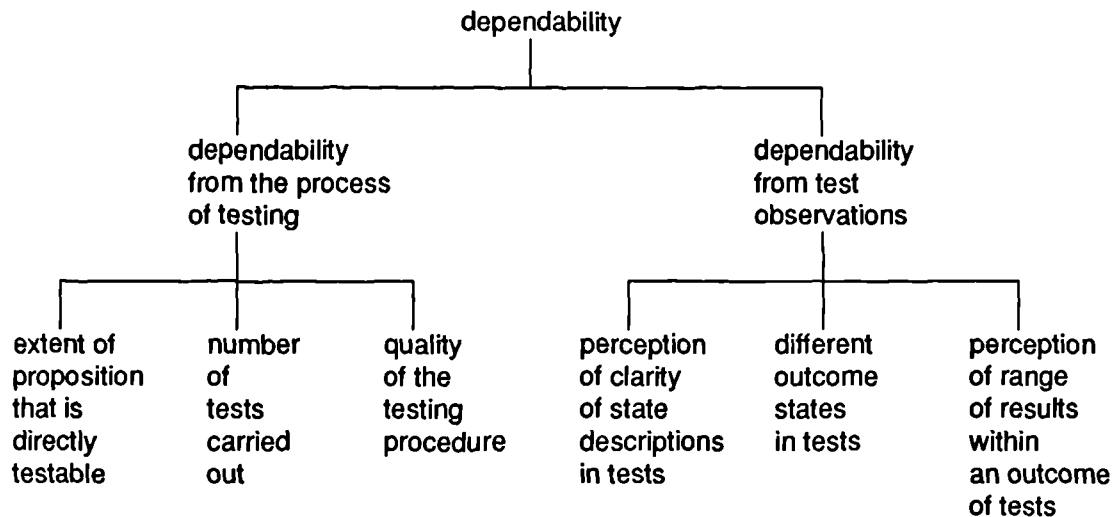 dependability
dependability
from the process
of testing
dependability
from test
observations
extent of
proposition
that is
directly
testable
number
of
tests
carried
out
quality
of the
testing
procedure
perception
of clarity
of state
descriptions
in tests
different
outcome
states
in tests
perception
of range
of results
within
an outcome
of tests